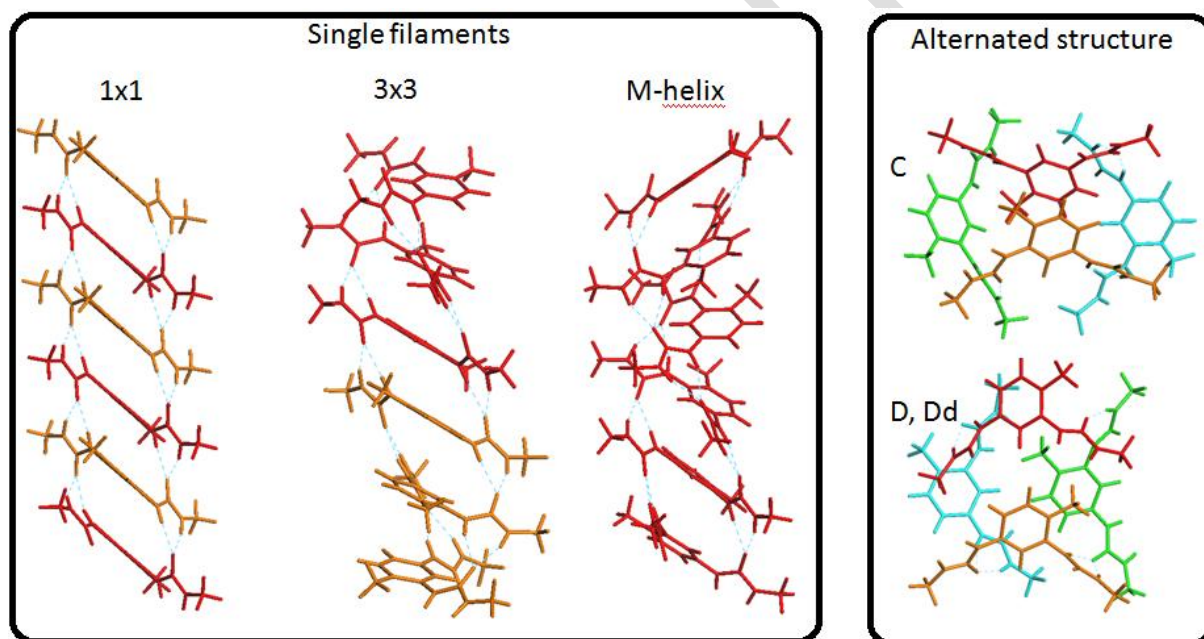 Single filaments
1x1
3x3
M-helix
Alternated structure
C
D, Dd